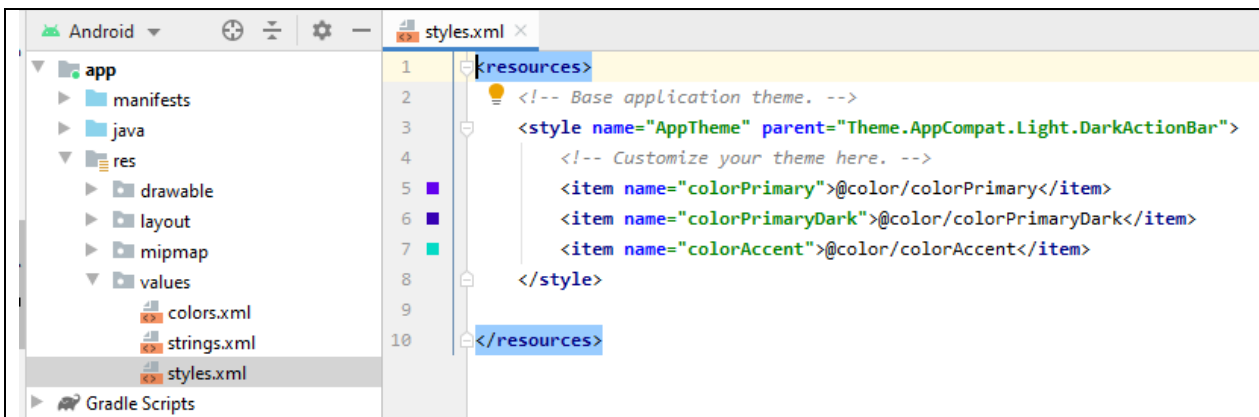 Android
styles.xml
app
manifests
java
res
drawable
layout
mipmap
values
colors.xml
strings.xml
styles.xml
Gradle Scripts
1 <resources>
2 <!-- Base application theme. -->
3 <style name="AppTheme" parent="Theme.AppCompat.Light.DarkActionBar">
4 <!-- Customize your theme here. -->
5 <item name="colorPrimary">@color/colorPrimary</item>
6 <item name="colorPrimaryDark">@color/colorPrimaryDark</item>
7 <item name="colorAccent">@color/colorAccent</item>
8 </style>
9
10 </resources>